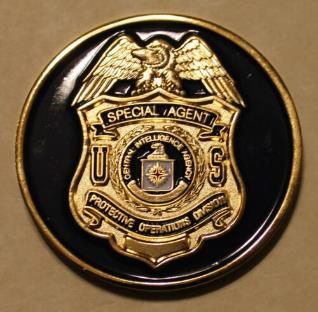 SPECIAL AGENT
CENTRAL INTELLIGENCE AGENCY
U S
PROTECTIVE OPERATIONS DIVISION